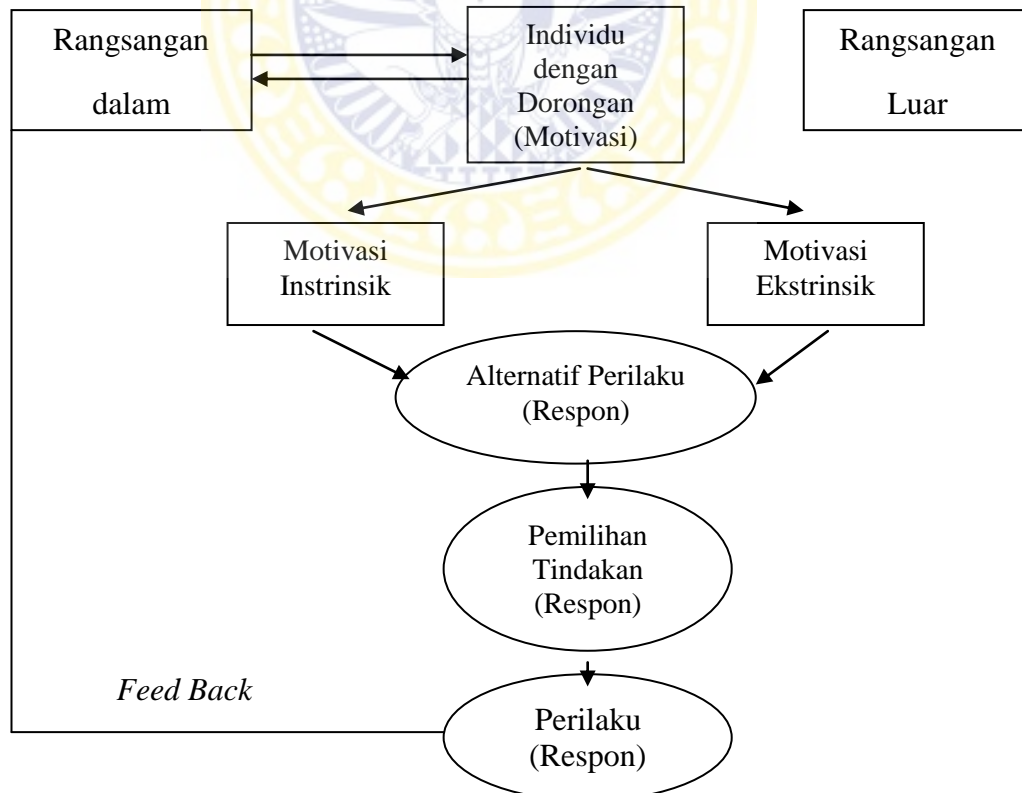 Rangsangan
dalam
Individu
dengan
Dorongan
(Motivasi)
Rangsangan
Luar
Motivasi
Instrinsik
Motivasi
Ekstrinsik
Alternatif Perilaku
(Respon)
Pemilihan
Tindakan
(Respon)
Feed Back
Perilaku
(Respon)